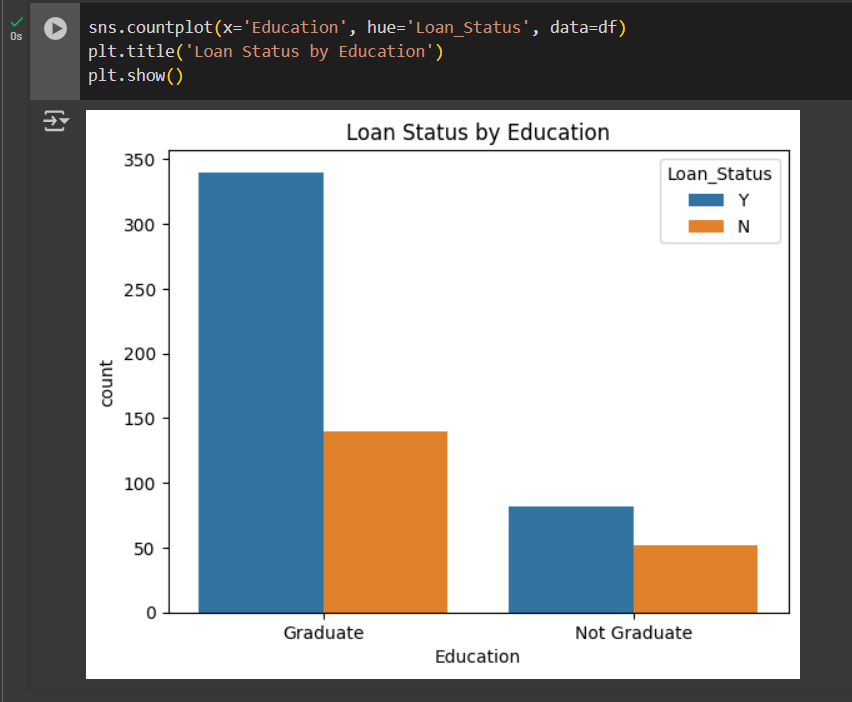 sns.countplot(x='Education', hue='Loan_Status', data=df)
plt.title('Loan Status by Education')
plt.show()
0s
Loan Status by Education
Loan_Status
Y
N
350
300
250
200
150
100
50
0
count
Graduate
Not Graduate
Education